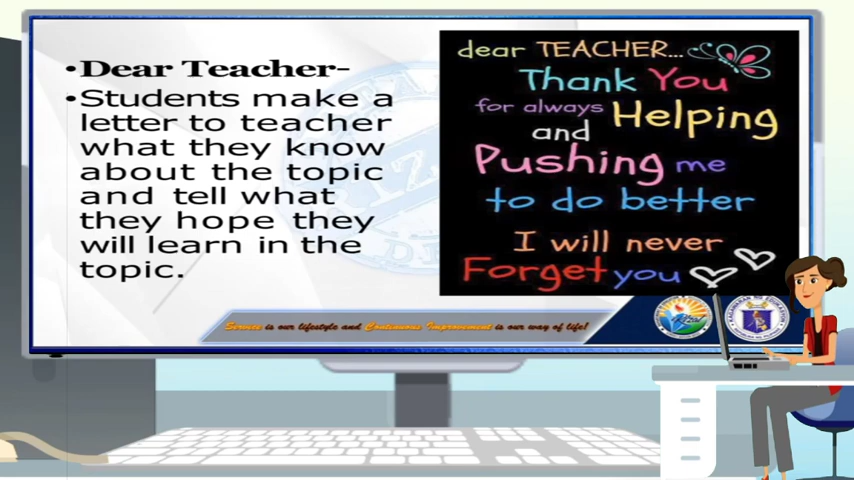 •Dear Teacher-
•Students make a
letter to teacher
what they know
about the topic
and tell what
they hope they
will learn in the
topic.
dear TEACHER...
Thank You
for always Helping
and
Pushing me
to do better
I will never
Forget you
Service is our lifestyle and Continuous Improvement is our way of life!